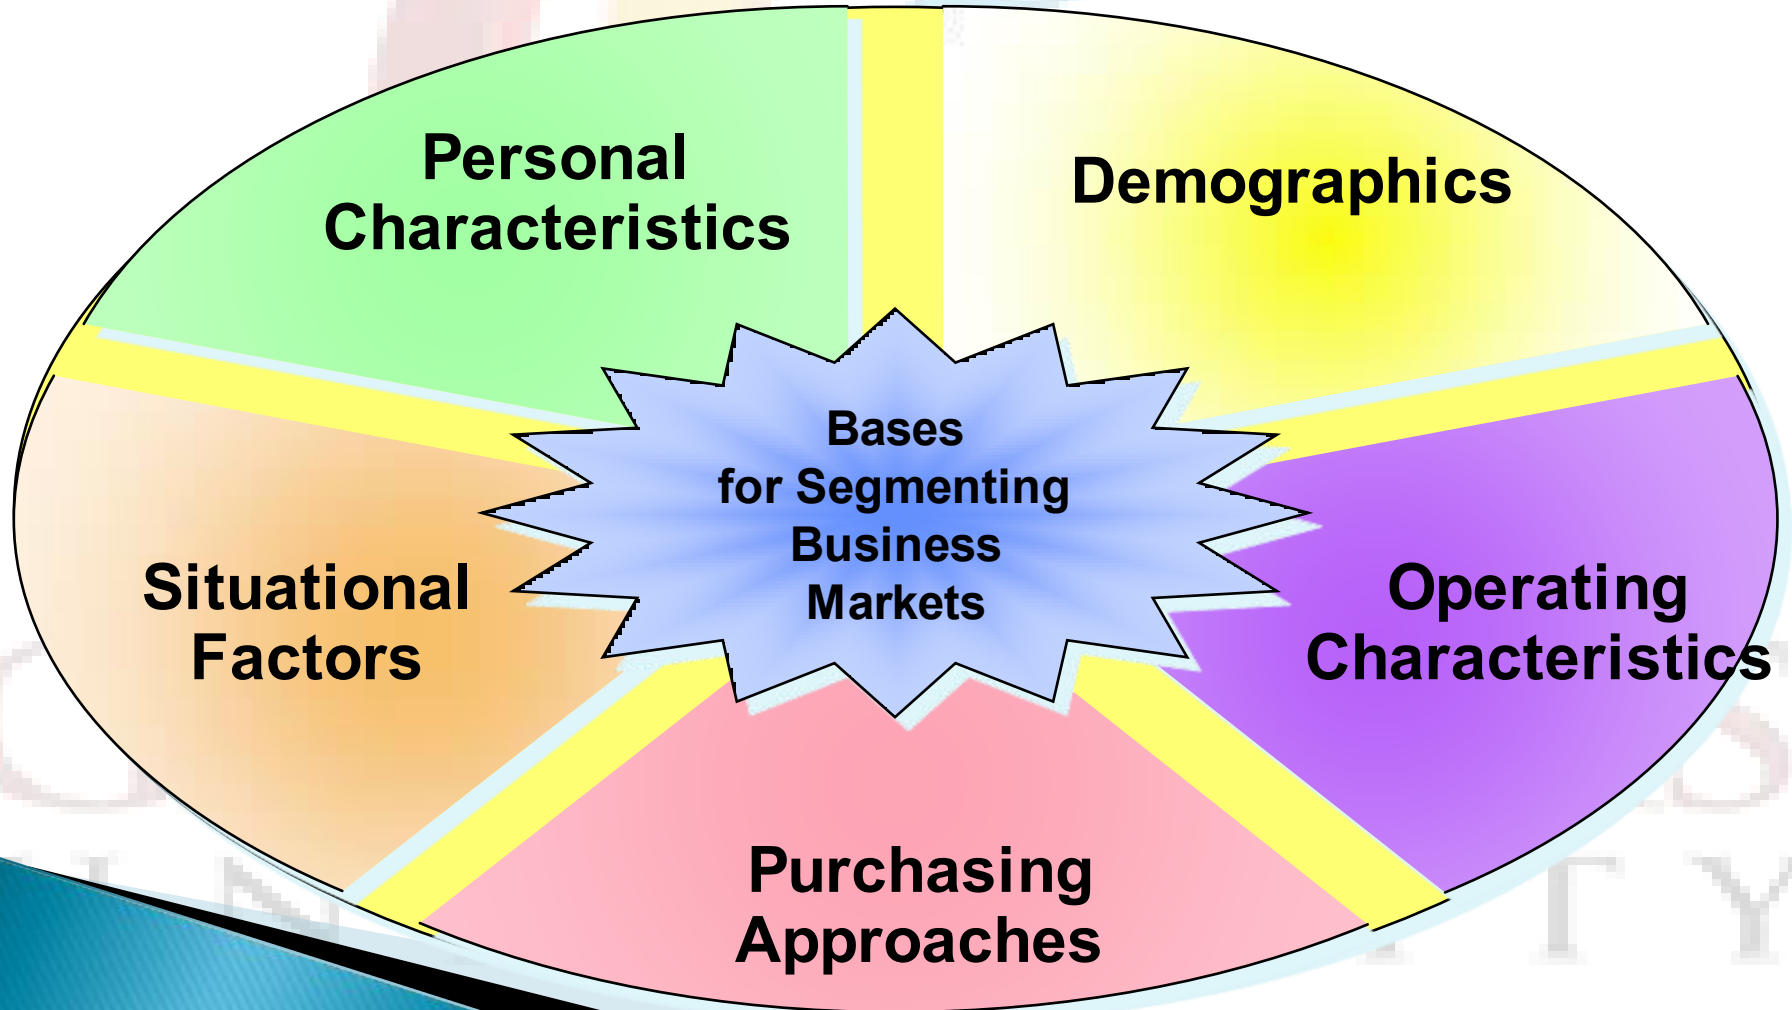 Personal
Characteristics
Demographics
Bases
for Segmenting
Business
Markets
Situational
Factors
Operating
Characteristics
Purchasing
Approaches